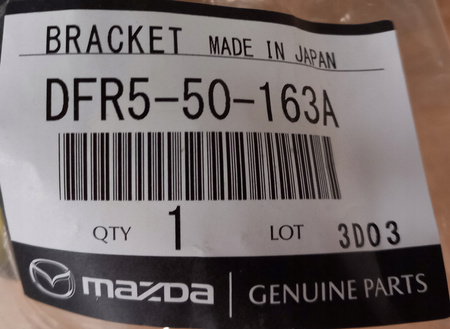 BRACKET MADE IN JAPAN
DFR5-50-163A
QTY 1 LOT 3D03
mazda GENUINE PARTS